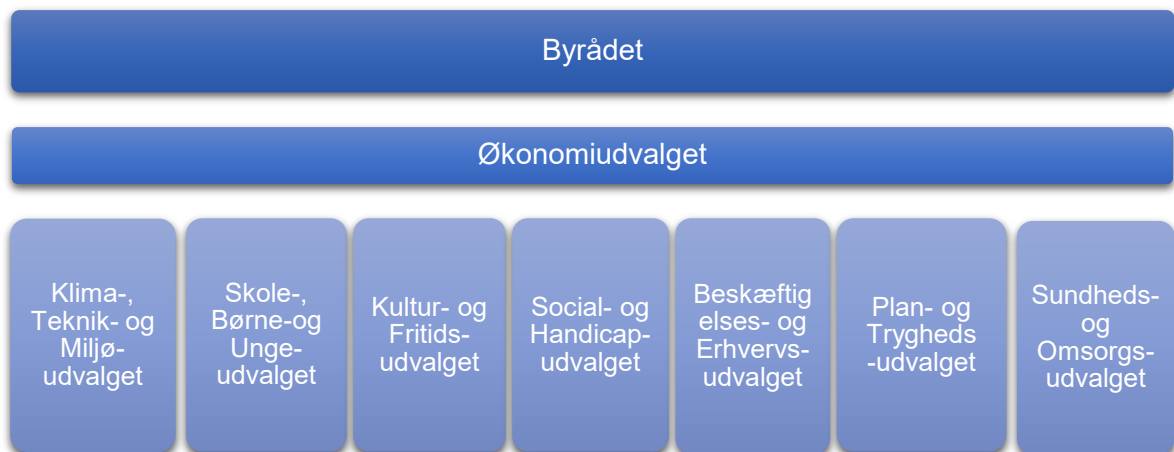 Byrådet
Økonomiudvalget
Klima-,
Teknik- og
Miljø-
udvalget
Skole-,
Børne-og
Unge-
udvalget
Kultur- og
Fritids-
udvalget
Social- og
Handicap-
udvalget
Beskæftig
elses- og
Erhvervs-
udvalget
Plan- og
Trygheds
-udvalget
Sundheds-
og
Omsorgs-
udvalget